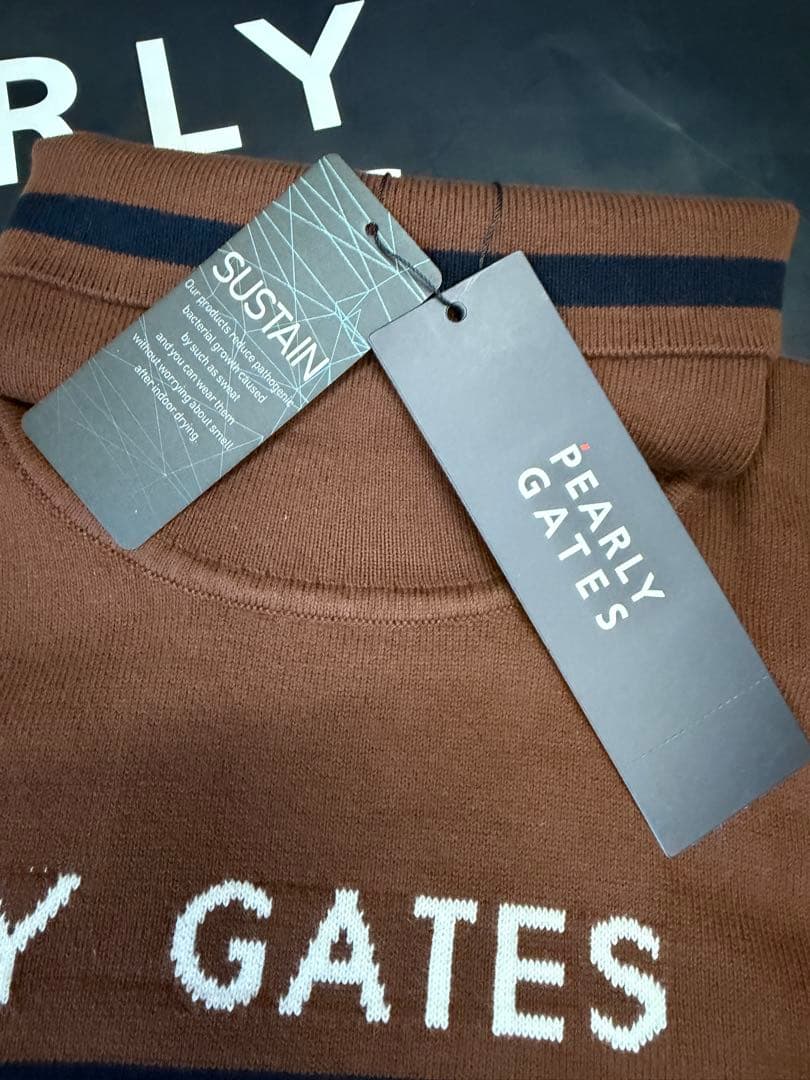 RLY
SUSTAIN
Our products reduce pathogenic
bacterial growth caused
by such as sweat
and you can wear them
without worrying about smell
after indoor drying.
PEARLY
GATES
Y GATES